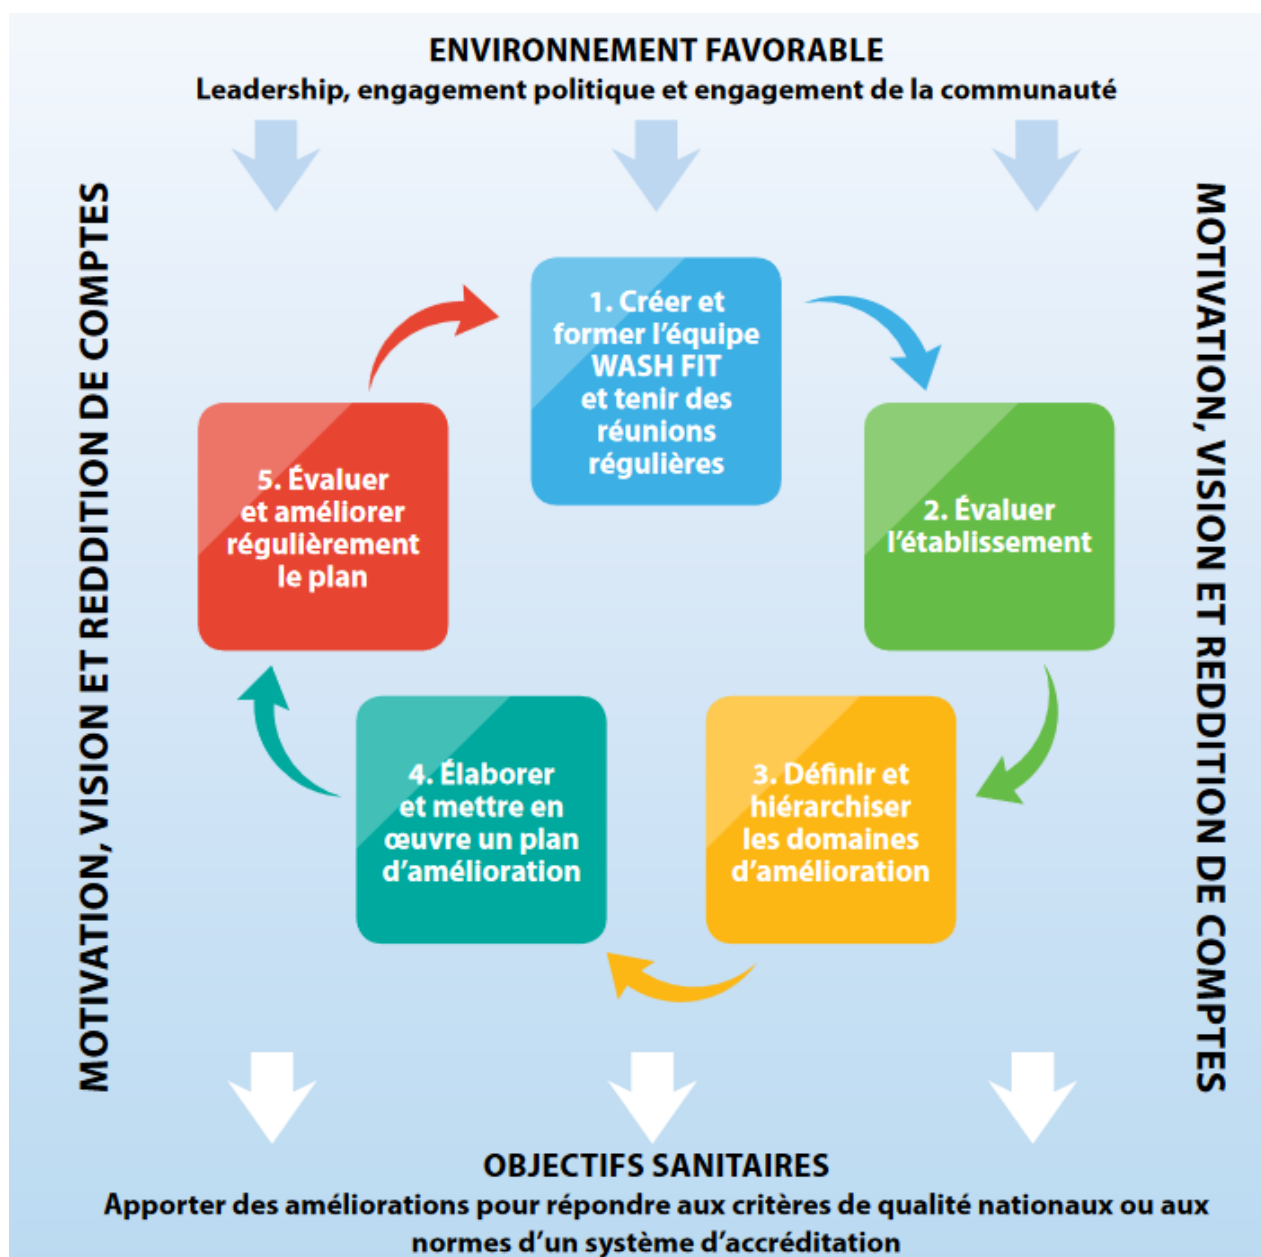 ENVIRONNEMENT FAVORABLE
Leadership, engagement politique et engagement de la communauté
MOTIVATION, VISION ET REDDITION DE COMPTES
MOTIVATION, VISION ET REDDITION DE COMPTES
1. Créer et
former l’équipe
WASH FIT
et tenir des
réunions
régulières
2. Évaluer
l’établissement
3. Définir et
hiérarchiser
les domaines
d’amélioration
4. Élaborer
et mettre en
œuvre un plan
d’amélioration
5. Évaluer
et améliorer
régulièrement
le plan
OBJECTIFS SANITAIRES
Apporter des améliorations pour répondre aux critères de qualité nationaux ou aux
normes d’un système d’accréditation